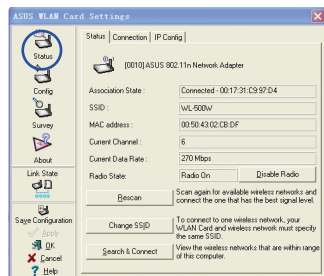 ASUS WLAN Card Settings
Status
Config
Survey
About
Link State
Save Configuration
Apply
OK
Cancel
Help
Status Connection IP Config
[0010] ASUS 802.11n Network Adapter
Association State : Connected - 00:17:31:C9:97:D4
SSID : WL-500W
MAC address : 00:50:43:02:CB:DF
Current Channel : 6
Current Data Rate : 270 Mbps
Radio State: Radio On Disable Radio
Rescan
Scan again for available wireless networks and
connect the one that has the best signal level.
Change SSID
To connect to one wireless network, your
WLAN Card and wireless network must specify
the same SSID.
Search & Connect
View the wireless networks that are within range
of this computer.